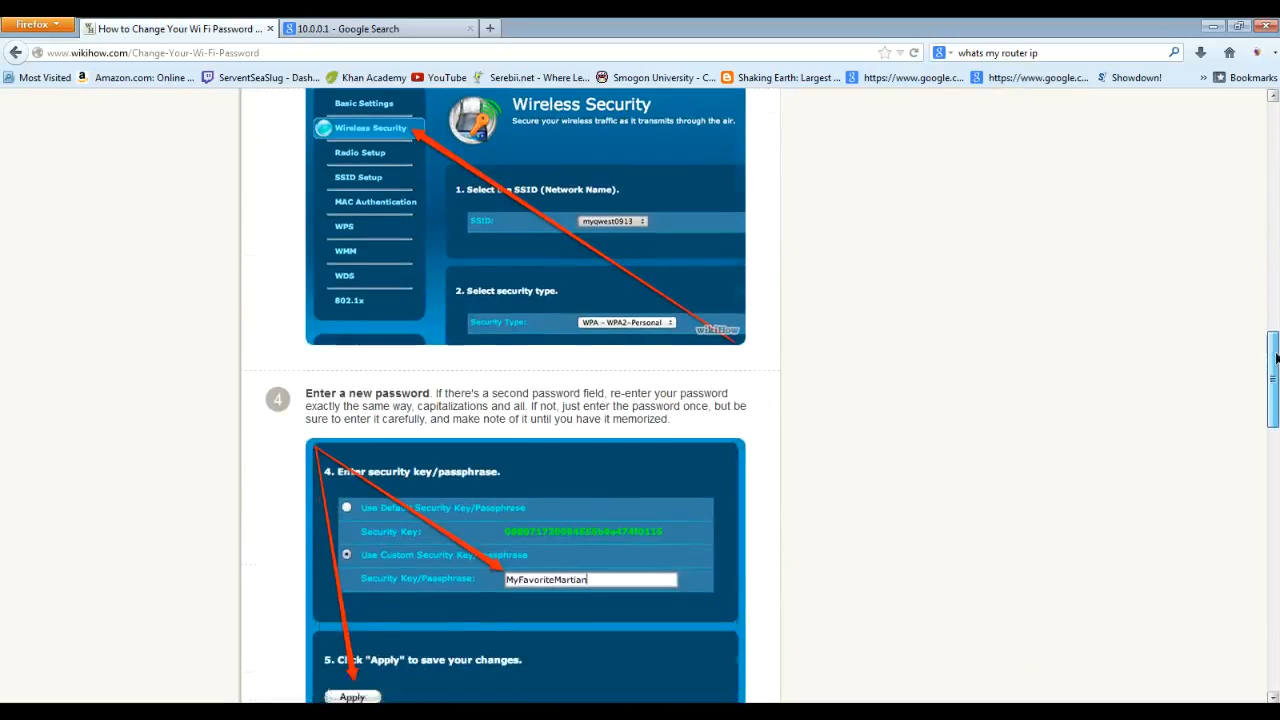 Firefox
How to Change Your Wi Fi Password ...
10.0.0.1 - Google Search
www.wikihow.com/Change-Your-Wi-Fi-Password
whats my router ip
Most Visited
Amazon.com: Online ...
ServentSeaSlug - Dash...
Khan Academy
YouTube
Serebii.net - Where Le...
Smogon University - C...
Shaking Earth: Largest ...
https://www.google.c...
https://www.google.c...
Showdown!
Bookmarks
Basic Settings
Wireless Security
Radio Setup
SSID Setup
MAC Authentication
WPS
WMM
WDS
802.1x
Wireless Security
Secure your wireless traffic as it transmits through the air.
1. Select the SSID (Network Name).
SSID: myqwest0913
2. Select security type.
Security Type: WPA - WPA2-Personal
wikiHow
4 Enter a new password. If there's a second password field, re-enter your password
exactly the same way, capitalizations and all. If not, just enter the password once, but be
sure to enter it carefully, and make note of it until you have it memorized.
4. Enter security key/passphrase.
Use Default Security Key/Passphrase
Security Key:
Use Custom Security Key/Passphrase
Security Key/Passphrase: MyFavoriteMartian
5. Click "Apply" to save your changes.
Apply